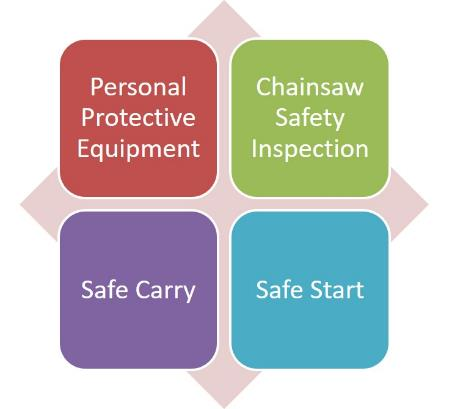 Personal
Protective
Equipment
Chainsaw
Safety
Inspection
Safe Carry
Safe Start